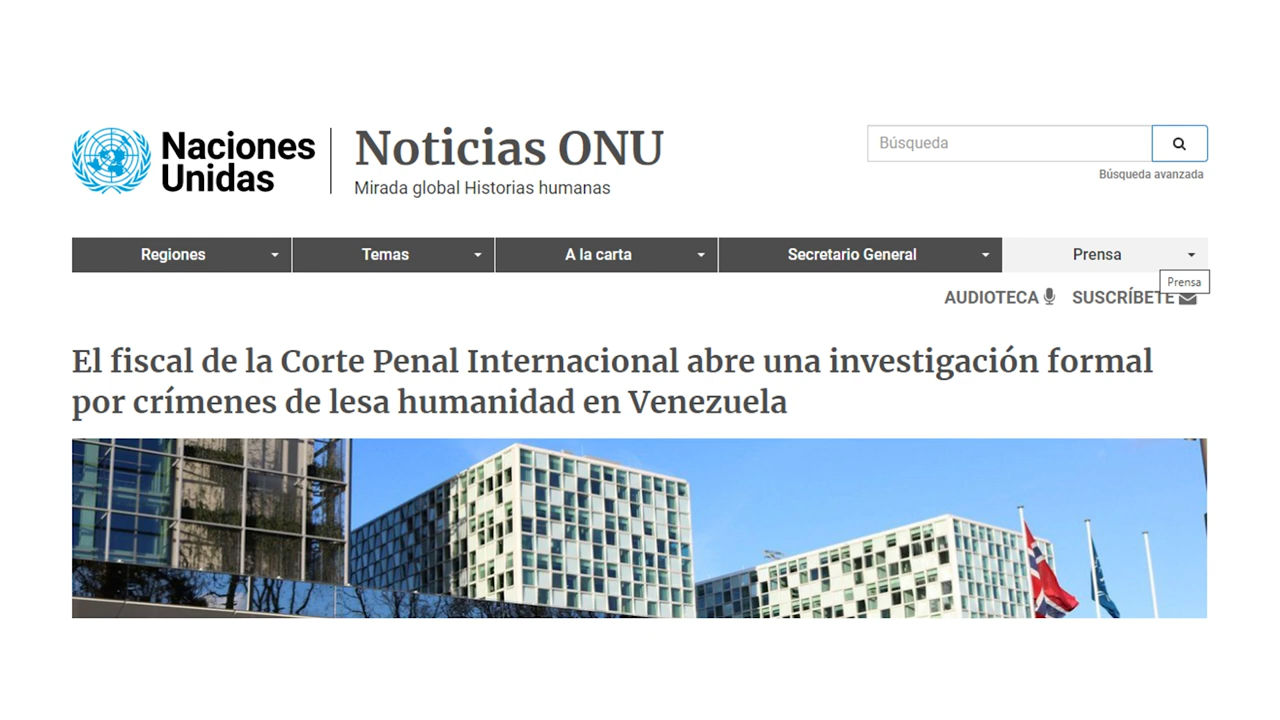 Naciones
Unidas
Noticias ONU
Mirada global Historias humanas
Búsqueda
Búsqueda avanzada
Regiones
Temas
A la carta
Secretario General
Prensa
Prensa
AUDIOTECA
SUSCRÍBETE
El fiscal de la Corte Penal Internacional abre una investigación formal
por crímenes de lesa humanidad en Venezuela